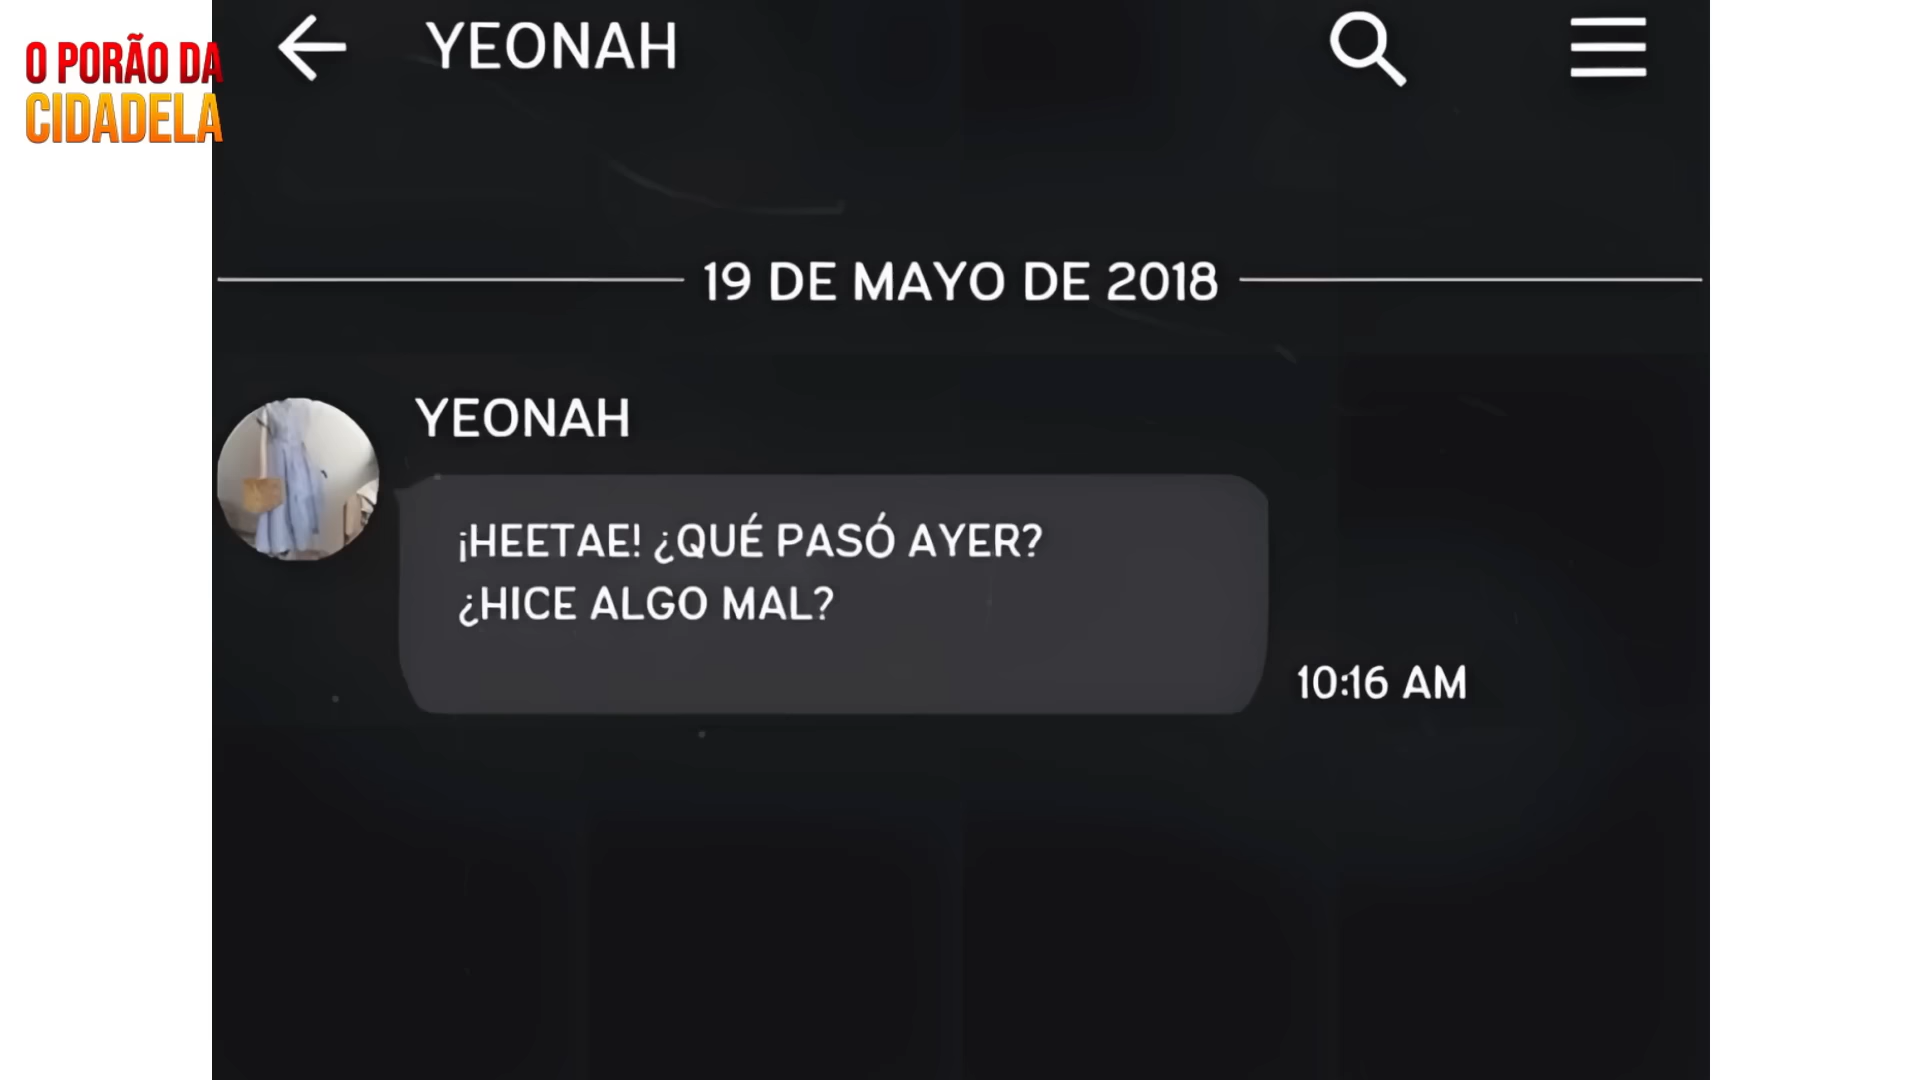 O PORÃO DA
CIDADELA
YEONAH
19 DE MAYO DE 2018
YEONAH
¡HEETAE! ¿QUÉ PASÓ AYER?
¿HICE ALGO MAL?
10:16 AM